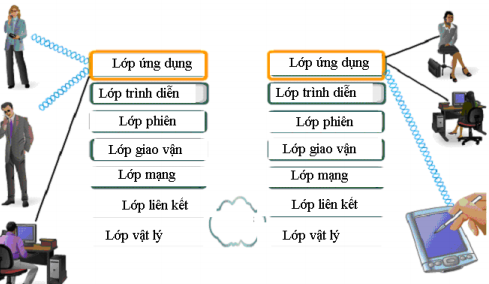 Lớp ứng dụng
Lớp trình diễn
Lớp phiên
Lớp giao vận
Lớp mạng
Lớp liên kết
Lớp vật lý
Lớp ứng dụng
Lớp trình diễn
Lớp phiên
Lớp giao vận
Lớp mạng
Lớp liên kết
Lớp vật lý